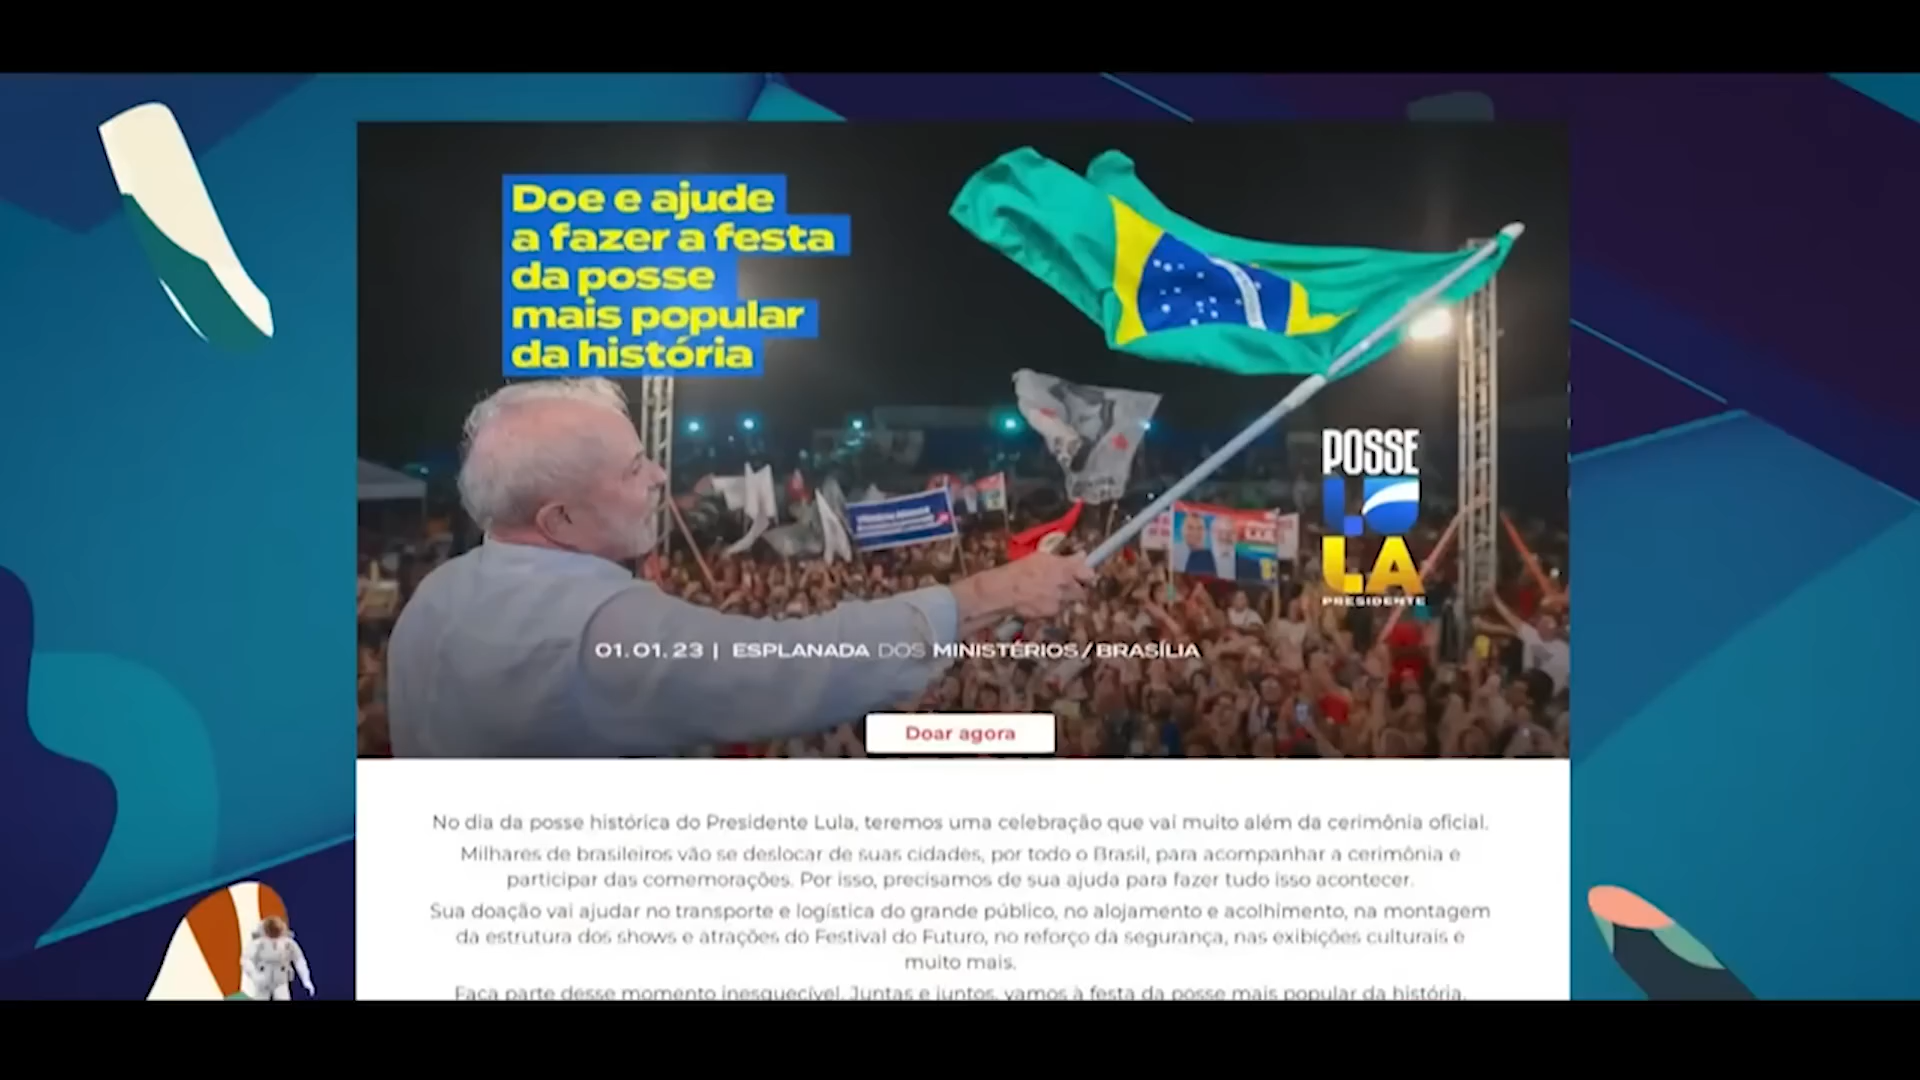 Doe e ajude
a fazer a festa
da posse
mais popular
da história
POSSE
LU
LA
PRESIDENTE
01.01.23 | ESPLANADA DOS MINISTÉRIOS/BRASÍLIA
Doar agora
No dia da posse histórica do Presidente Lula, teremos uma celebração que vai muito além da cerimônia oficial.
Milhares de brasileiros vão se deslocar de suas cidades, por todo o Brasil, para acompanhar a cerimônia e
participar das comemorações. Por isso, precisamos de sua ajuda para fazer tudo isso acontecer.
Sua doação vai ajudar no transporte e logística do grande público, no alojamento e acolhimento, na montagem
da estrutura dos shows e atrações do Festival do Futuro, no reforço da segurança, nas exibições culturais e
muito mais.
Faça parte desse momento inesquecível. Juntas e juntos, vamos à festa da posse mais popular da história.